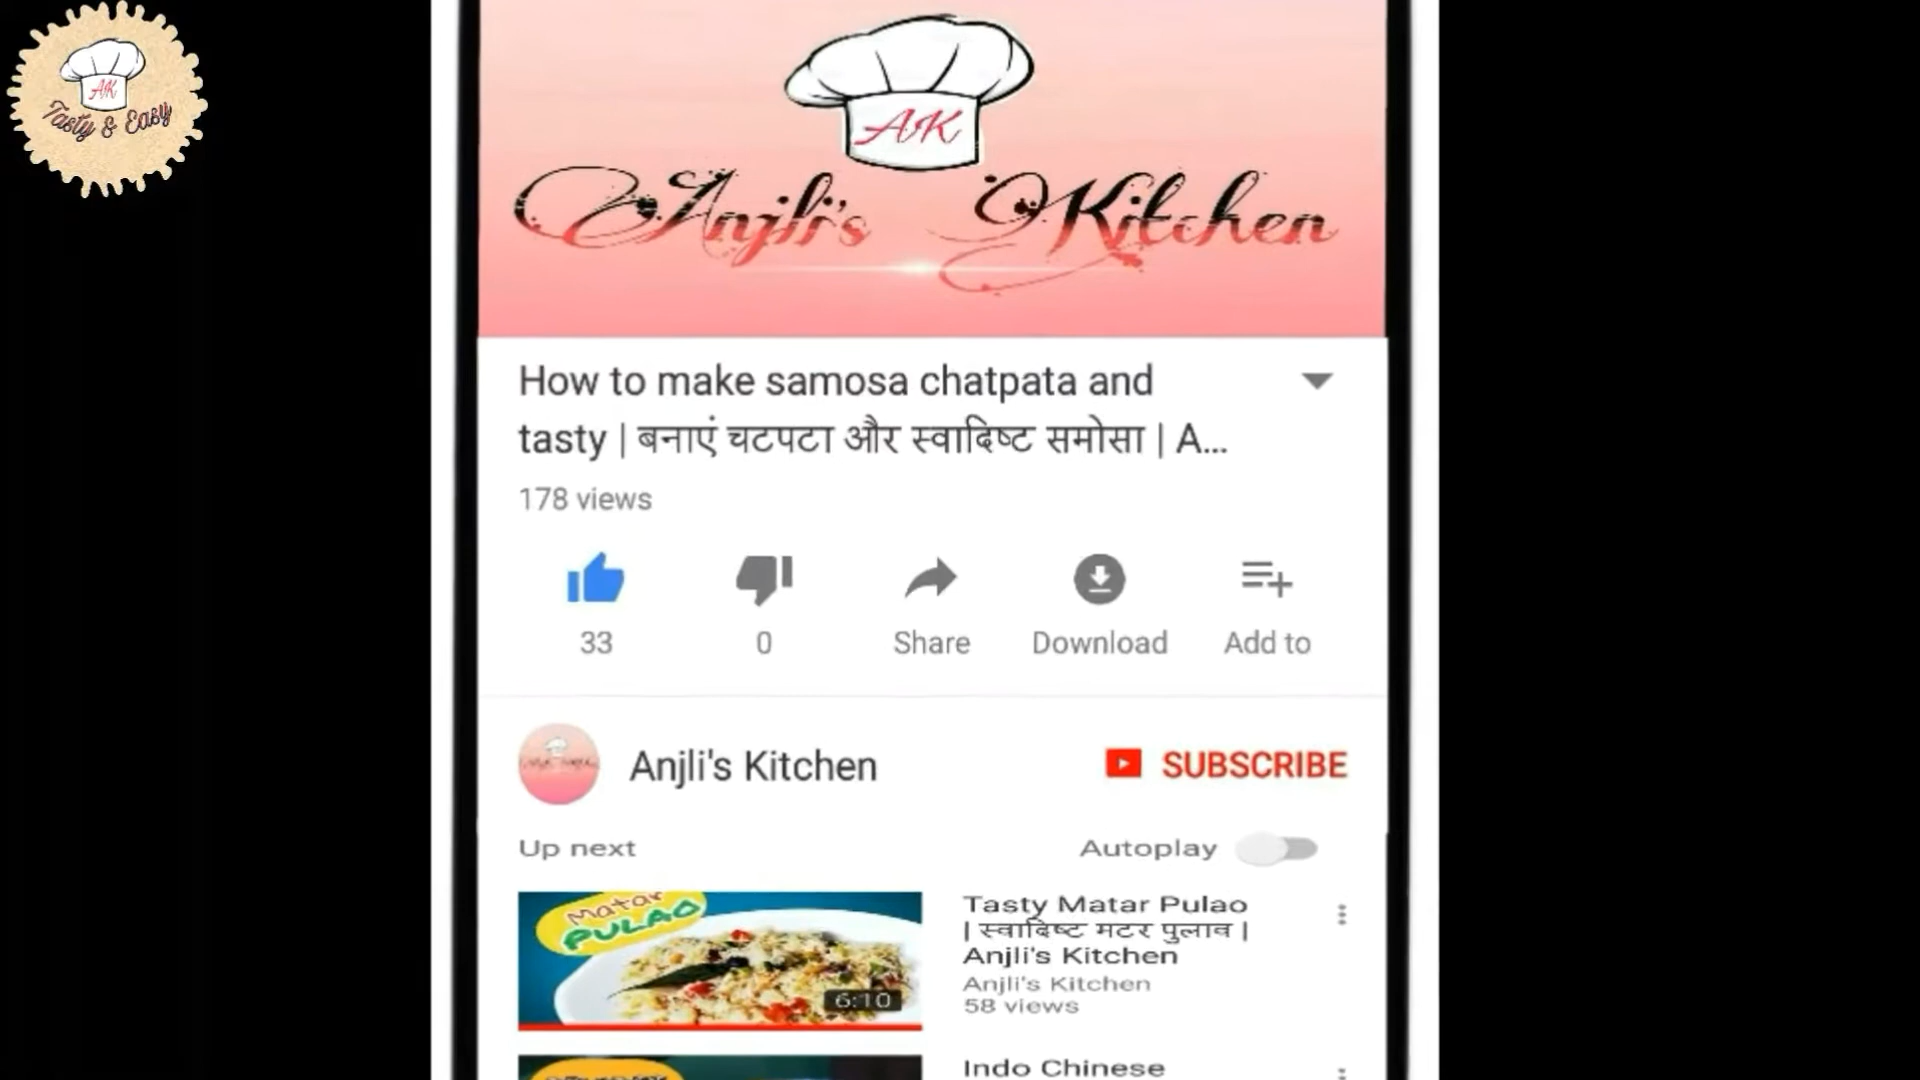 AK
Tasty & Easy
AK
Anjli's Kitchen
How to make samosa chatpata and
tasty | बनाएं चटपटा और स्वादिष्ट समोसा | A...
178 views
33
0
Share
Download
Add to
Anjli's Kitchen
SUBSCRIBE
Up next
Autoplay
Matar
PULAO
6:10
Tasty Matar Pulao
| स्वादिष्ट मटर पुलाव |
Anjli's Kitchen
Anjli's Kitchen
58 views
Indo Chinese